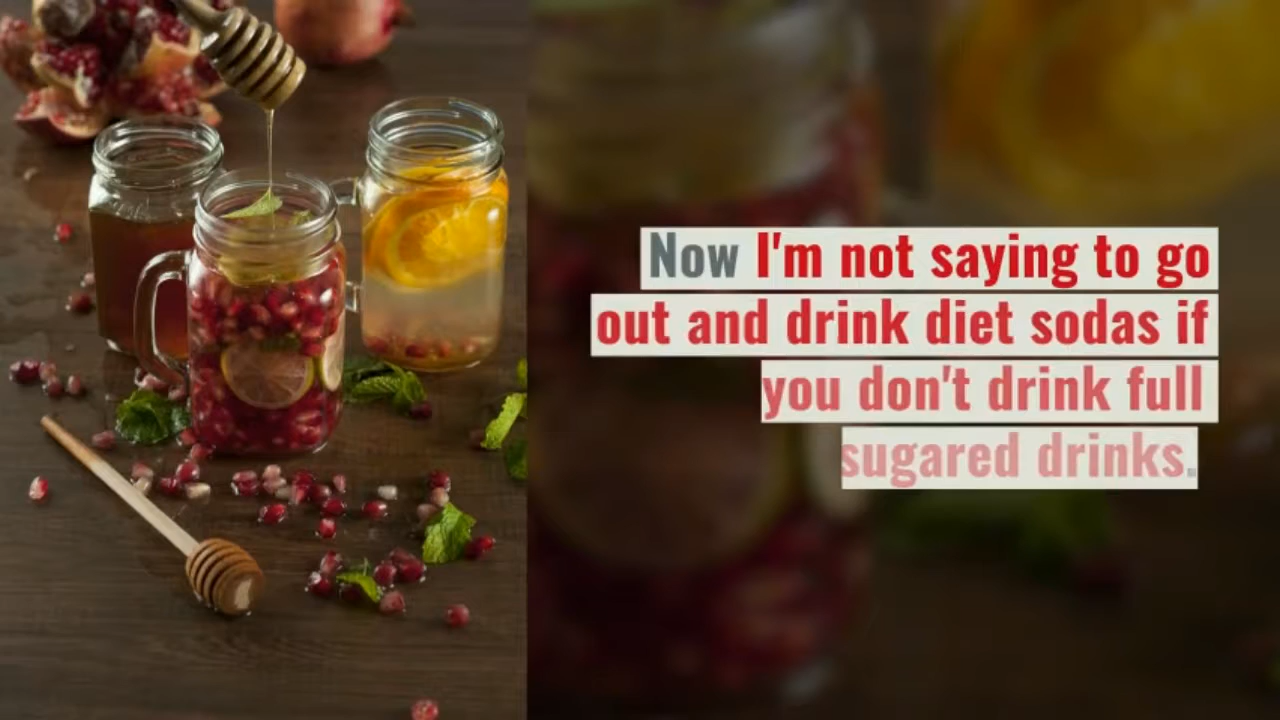 Now I'm not saying to go
out and drink diet sodas if
you don't drink full
sugared drinks.